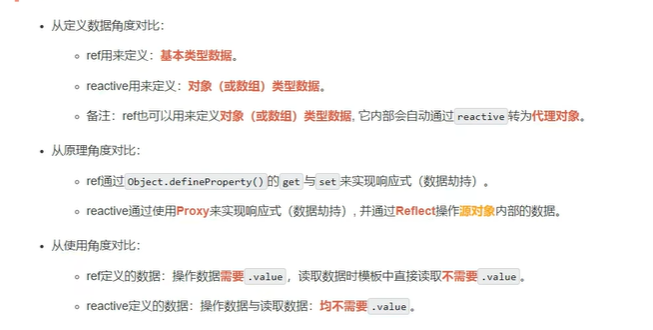 从定义数据角度对比：
ref用来定义：基本类型数据。
reactive用来定义：对象（或数组）类型数据。
备注：ref也可以用来定义对象（或数组）类型数据, 它内部会自动通过 reactive 转为代理对象。
从原理角度对比：
ref通过 Object.defineProperty() 的 get 与 set 来实现响应式（数据劫持）。
reactive通过使用Proxy来实现响应式（数据劫持）, 并通过Reflect操作源对象内部的数据。
从使用角度对比：
ref定义的数据：操作数据需要 .value ，读取数据时模板中直接读取不需要 .value 。
reactive定义的数据：操作数据与读取数据：均不需要 .value 。